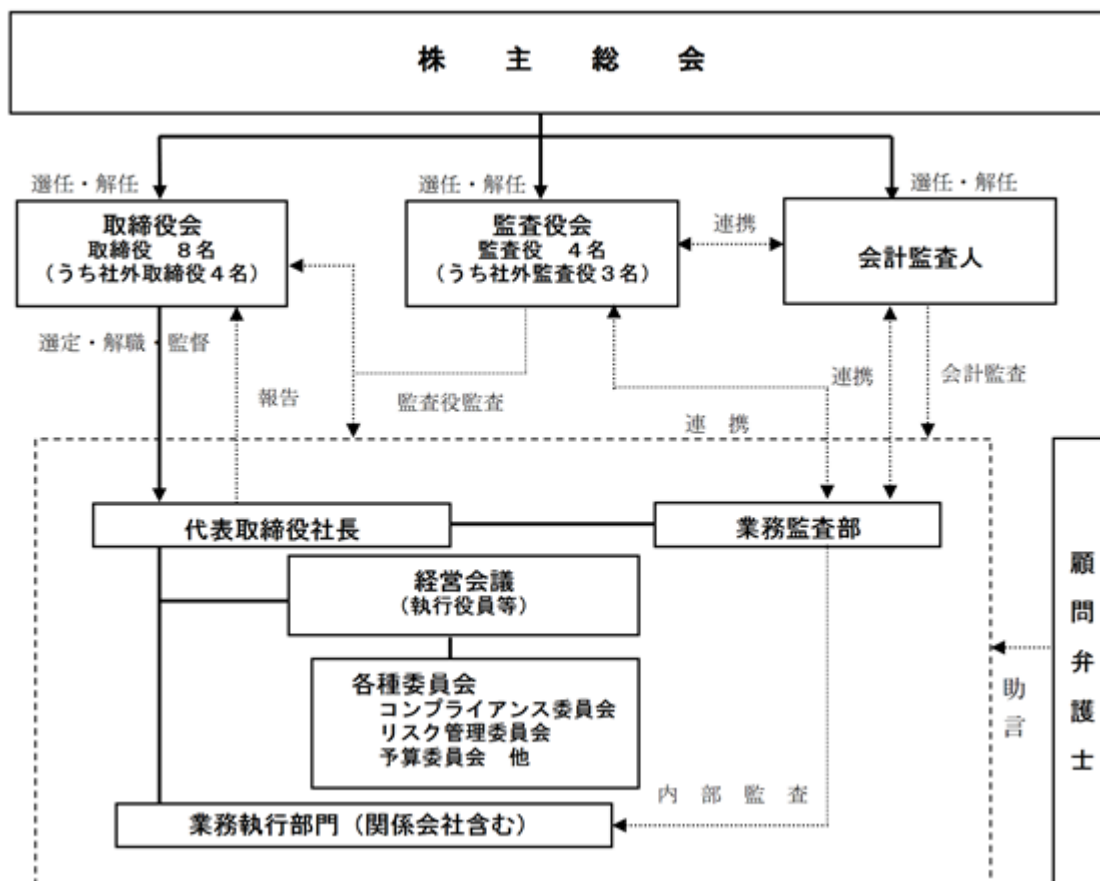 株 主 総 会
選任・解任
選任・解任
選任・解任
取締役会
取締役 8名
(うち社外取締役4名)
監査役会
監査役 4名
(うち社外監査役3名)
連携
会計監査人
選定・解職・監督
報告
監査役監査
連携
会計監査
連 携
代表取締役社長
業務監査部
経営会議
(執行役員等)
各種委員会
コンプライアンス委員会
リスク管理委員会
予算委員会 他
内 部 監 査
業務執行部門(関係会社含む)
助言
顧問弁護士